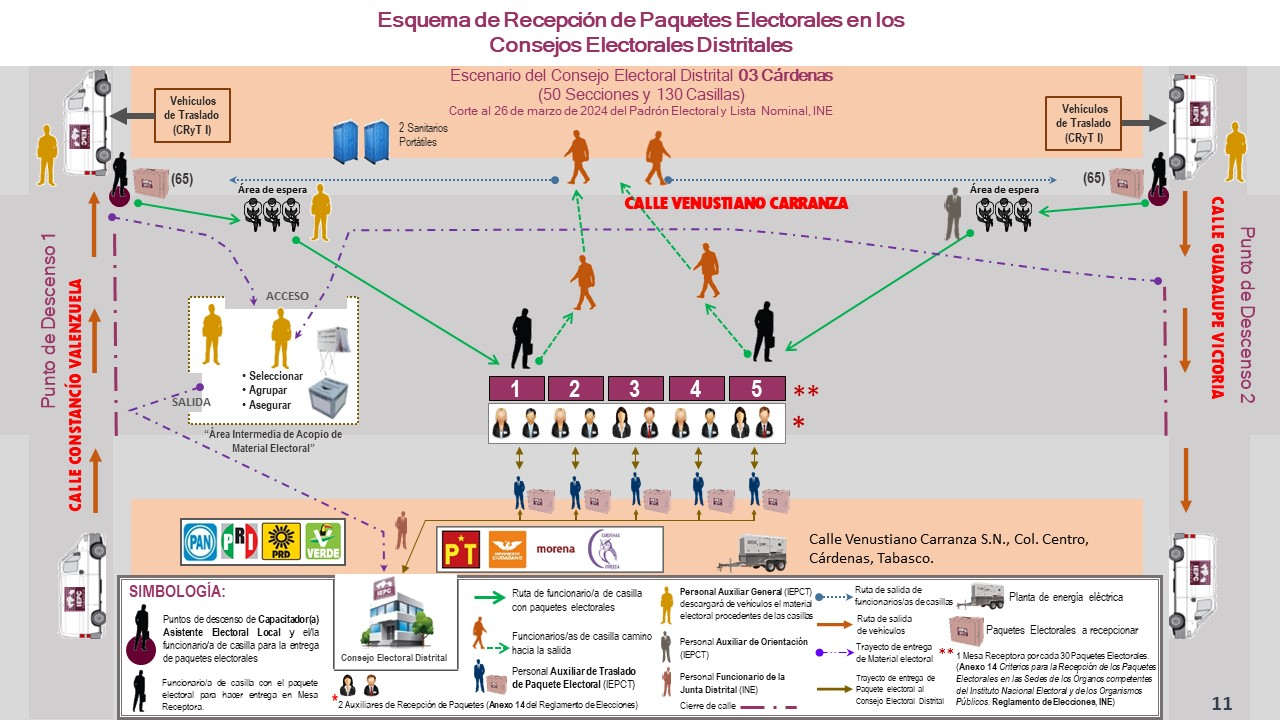 Esquema de Recepción de Paquetes Electorales en los
Consejos Electorales Distritales
Escenario del Consejo Electoral Distrital 03 Cárdenas
(50 Secciones y 130 Casillas)
Corte al 26 de marzo de 2024 del Padrón Electoral y Lista Nominal, INE
Vehículos
de Traslado
(CRyT I)
2 Sanitarios
Portátiles
Vehículos
de Traslado
(CRyT I)
IEPC
IEPC
(65)
(65)
Área de espera
Área de espera
CALLE VENUSTIANO CARRANZA
Punto de Descenso 1
CALLE CONSTANCÍO VALENZUELA
CALLE GUADALUPE VICTORIA
Punto de Descenso 2
ACCESO
• Seleccionar
• Agrupar
• Asegurar
SALIDA
“Área Intermedia de Acopio de
Material Electoral”
1 2 3 4 5 **
*
PAN
PRD
PRD
VERDE
PT
MOVIMIENTO
CIUDADANO
morena
Calle Venustiano Carranza S.N., Col. Centro,
Cárdenas, Tabasco.
IEPC
IEPC
SIMBOLOGÍA:
Puntos de descenso de Capacitador(a)
Asistente Electoral Local y el/la
funcionario/a de casilla para la entrega
de paquetes electorales
Funcionario/a de casilla con el paquete
electoral para hacer entrega en Mesa
Receptora.
IEPC
Consejo Electoral Distrital
* 2 Auxiliares de Recepción de Paquetes (Anexo 14 del Reglamento de Elecciones)
Ruta de funcionario/a de casilla
con paquetes electorales
Funcionarios/as de casilla camino
hacia la salida
Personal Auxiliar de Traslado
de Paquete Electoral (IEPCT)
Personal Auxiliar General (IEPCT)
descargará de vehículos el material
electoral procedentes de las casillas
Personal Auxiliar de Orientación
(IEPCT)
Personal Funcionario de la
Junta Distrital (INE)
Cierre de calle
Ruta de salida de
funcionarios/as de casillas
Ruta de salida
de vehículos
Trayecto de entrega
de Material electoral
Trayecto de entrega de
Paquete electoral al
Consejo Electoral Distrital
Planta de energía eléctrica
Paquetes Electorales a recepcionar
** 1 Mesa Receptora por cada 30 Paquetes Electorales.
(Anexo 14 Criterios para la Recepción de los Paquetes
Electorales en las Sedes de los Órganos competentes
del Instituto Nacional Electoral y de los Organismos
Públicos. Reglamento de Elecciones, INE)
11